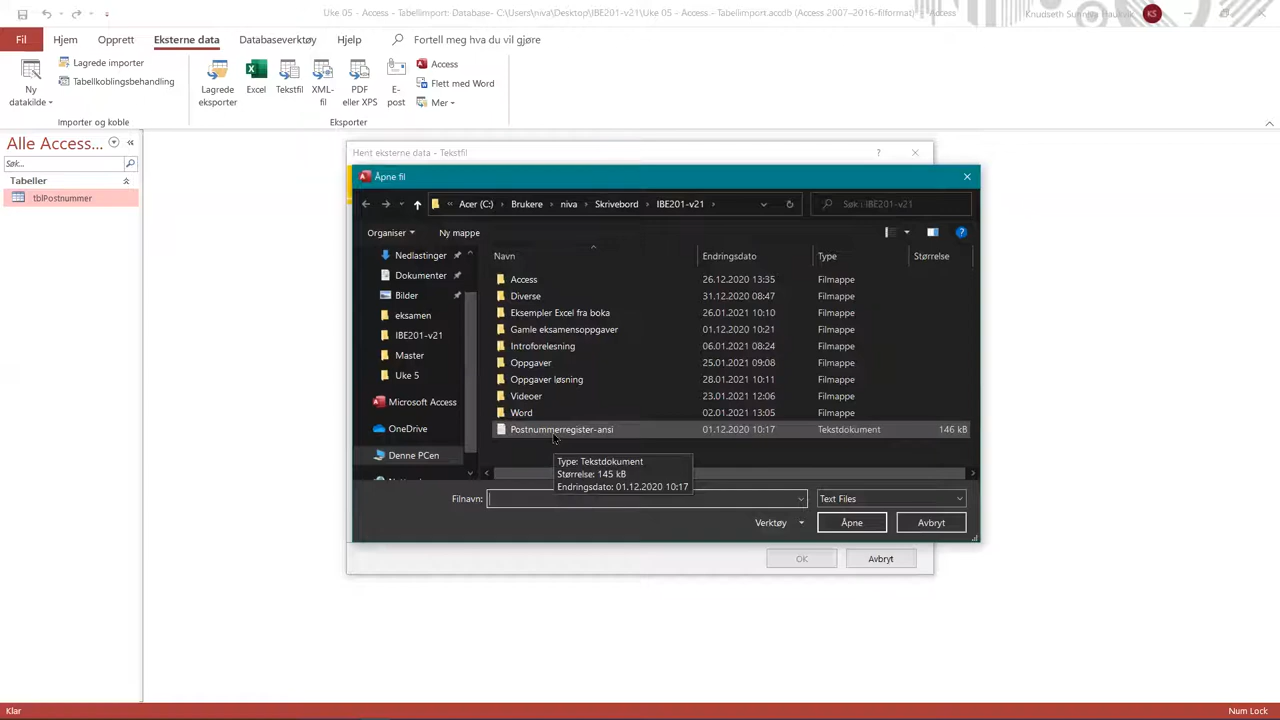 Uke 05 - Access - Tabellimport: Database- C:\Users\niva\Desktop\IBE201-v21\Uke 05 - Access - Tabellimport.accdb (Access 2007–2016-filformat) - Access
Knudseth Sunniva Haukvik
KS
Fil
Hjem
Opprett
Eksterne data
Databaseverktøy
Hjelp
Fortell meg hva du vil gjøre
Ny datakilde
Lagrede importer
Tabellkoblingsbehandling
Importer og koble
Lagrede eksporter
Excel
Tekstfil
XML-fil
PDF eller XPS
E-post
Access
Flett med Word
Mer
Eksporter
Alle Access...
Søk...
Tabeller
tblPostnummer
Hent eksterne data - Tekstfil
?
Åpne fil
Acer (C:) Brukere niva Skrivebord IBE201-v21
Søk i IBE201-v21
Organiser
Ny mappe
?
Nedlastinger
Dokumenter
Bilder
eksamen
IBE201-v21
Master
Uke 5
Microsoft Access
OneDrive
Denne PCen
Navn Endringsdato Type Størrelse
Access 26.12.2020 13:35 Filmappe
Diverse 31.12.2020 08:47 Filmappe
Eksempler Excel fra boka 26.01.2021 10:10 Filmappe
Gamle eksamensoppgaver 01.12.2020 10:21 Filmappe
Introforelesning 06.01.2021 08:24 Filmappe
Oppgaver 25.01.2021 09:08 Filmappe
Oppgaver løsning 28.01.2021 10:11 Filmappe
Videoer 23.01.2021 12:06 Filmappe
Word 02.01.2021 13:05 Filmappe
Postnummerregister-ansi 01.12.2020 10:17 Tekstdokument 146 kB
Type: Tekstdokument
Størrelse: 145 kB
Endringsdato: 01.12.2020 10:17
Filnavn:
Text Files
Verktøy
Åpne
Avbryt
OK
Avbryt
Klar
Num Lock